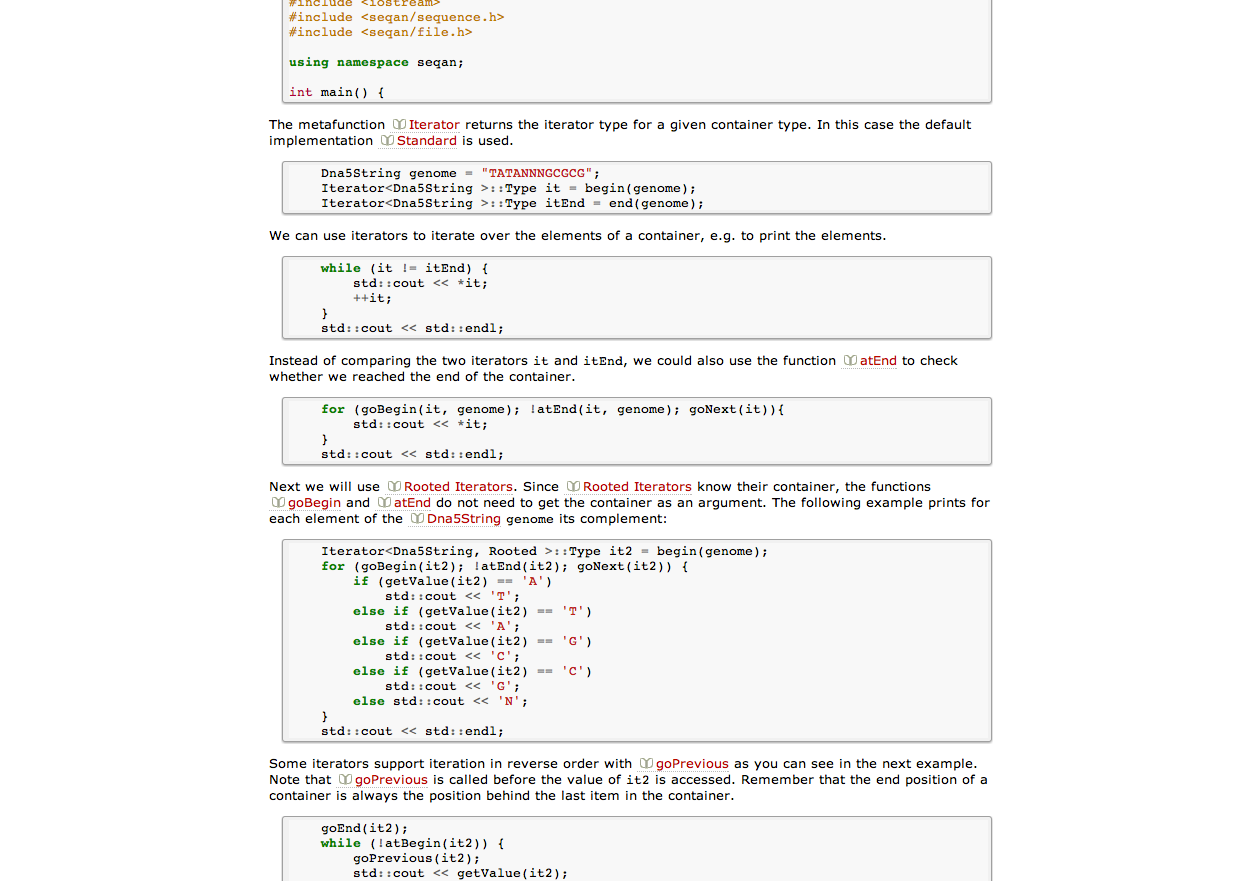 #include <iostream>
#include <seqan/sequence.h>
#include <seqan/file.h>
using namespace seqan;
int main() {
The metafunction Iterator returns the iterator type for a given container type. In this case the default
implementation Standard is used.
Dna5String genome = "TATANNNGCGCG";
Iterator<Dna5String >::Type it = begin(genome);
Iterator<Dna5String >::Type itEnd = end(genome);
We can use iterators to iterate over the elements of a container, e.g. to print the elements.
while (it != itEnd) {
std::cout << *it;
++it;
}
std::cout << std::endl;
Instead of comparing the two iterators it and itEnd, we could also use the function atEnd to check
whether we reached the end of the container.
for (goBegin(it, genome); !atEnd(it, genome); goNext(it)){
std::cout << *it;
}
std::cout << std::endl;
Next we will use Rooted Iterators. Since Rooted Iterators know their container, the functions
goBegin and atEnd do not need to get the container as an argument. The following example prints for
each element of the Dna5String genome its complement:
Iterator<Dna5String, Rooted >::Type it2 = begin(genome);
for (goBegin(it2); !atEnd(it2); goNext(it2)) {
if (getValue(it2) == 'A')
std::cout << 'T';
else if (getValue(it2) == 'T')
std::cout << 'A';
else if (getValue(it2) == 'G')
std::cout << 'C';
else if (getValue(it2) == 'C')
std::cout << 'G';
else std::cout << 'N';
}
std::cout << std::endl;
Some iterators support iteration in reverse order with goPrevious as you can see in the next example.
Note that goPrevious is called before the value of it2 is accessed. Remember that the end position of a
container is always the position behind the last item in the container.
goEnd(it2);
while (!atBegin(it2)) {
goPrevious(it2);
std::cout << getValue(it2);